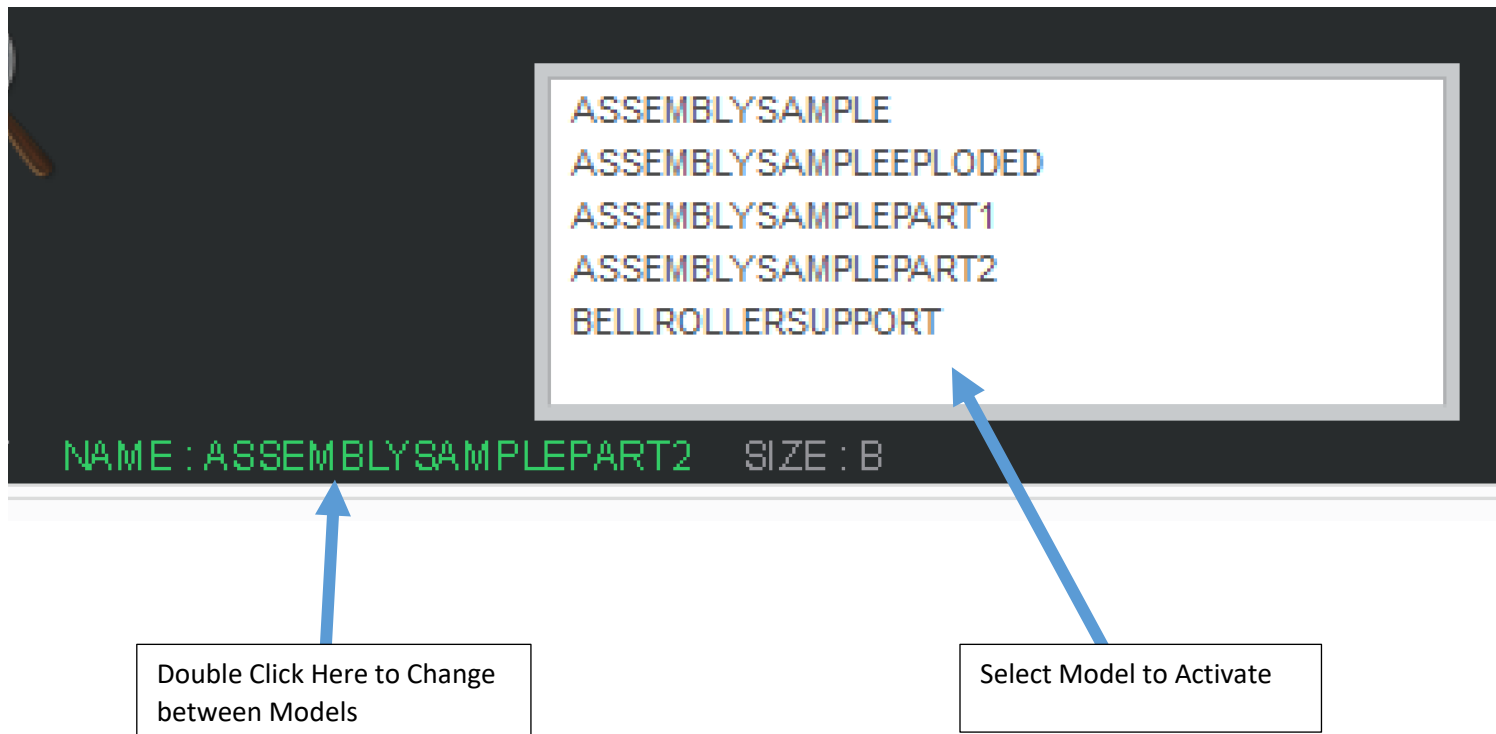 ASSEMBLYSAMPLE
ASSEMBLYSAMPLEEPLODED
ASSEMBLYSAMPLEPART1
ASSEMBLYSAMPLEPART2
BELLROLLERSUPPORT
NAME : ASSEMBLYSAMPLEPART2 SIZE : B
Double Click Here to Change
between Models
Select Model to Activate